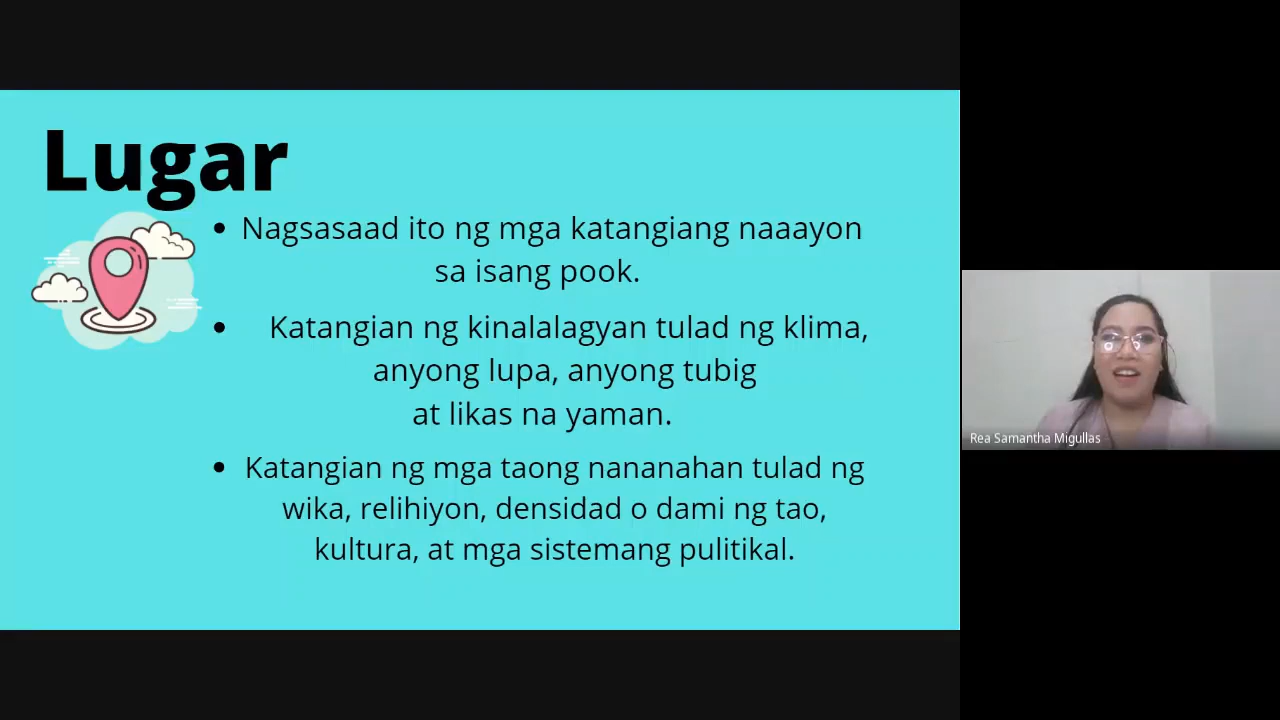 Lugar
Nagsasaad ito ng mga katangiang naaayon
sa isang pook.
Katangian ng kinalalagyan tulad ng klima,
anyong lupa, anyong tubig
at likas na yaman.
Katangian ng mga taong nananahan tulad ng
wika, relihiyon, densidad o dami ng tao,
kultura, at mga sistemang pulitikal.
Rea Samantha Migullas